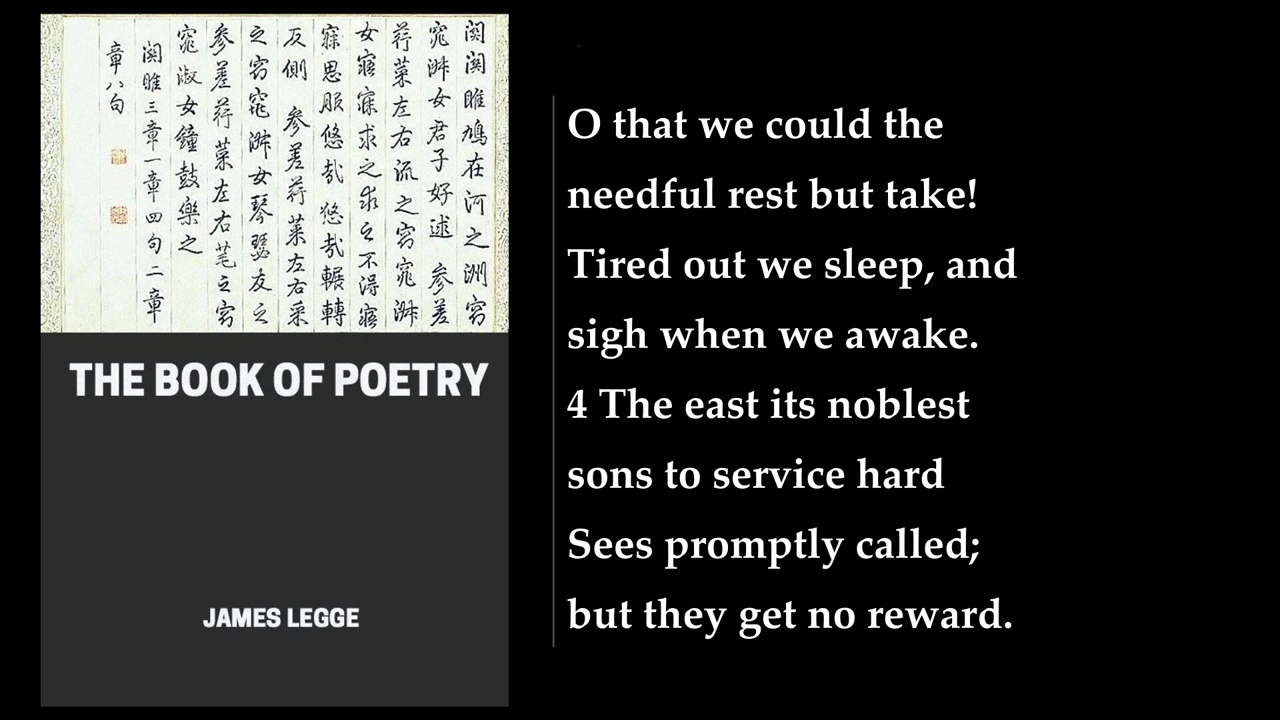 關關雎鳩在河之洲窈
窕淑女君子好逑 參差
荇菜左右流之窈窕淑
女寤寐求之求之不得寤
寐思服悠哉悠哉輾轉
反側 參差荇菜左右采
之窈窕淑女琴瑟友之
參差荇菜左右芼之窈
窕淑女鐘鼓樂之
關雎三章一章四句二章
章八句
THE BOOK OF POETRY
JAMES LEGGE
O that we could the
needful rest but take!
Tired out we sleep, and
sigh when we awake.
4 The east its noblest
sons to service hard
Sees promptly called;
but they get no reward.